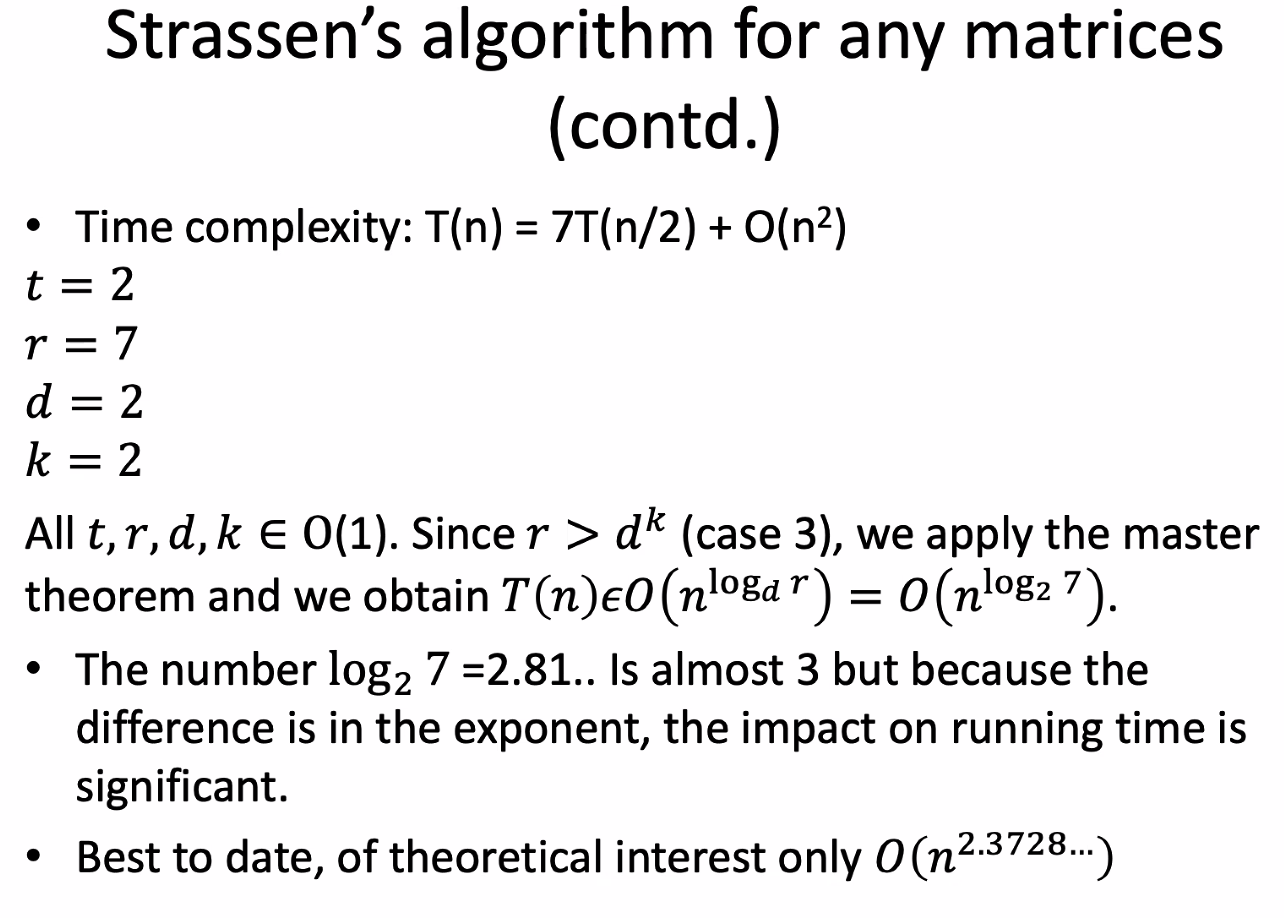 Strassen’s algorithm for any matrices
(contd.)
• Time complexity: T(n) = 7T(n/2) + O(n²)
t = 2
r = 7
d = 2
k = 2
All t, r, d, k ∈ O(1). Since r > dᵏ (case 3), we apply the master
theorem and we obtain T(n)ϵO(n^{log_d r}) = O(n^{log₂ 7}).
• The number log₂ 7 =2.81.. Is almost 3 but because the
difference is in the exponent, the impact on running time is
significant.
• Best to date, of theoretical interest only O(n^{2.3728…})